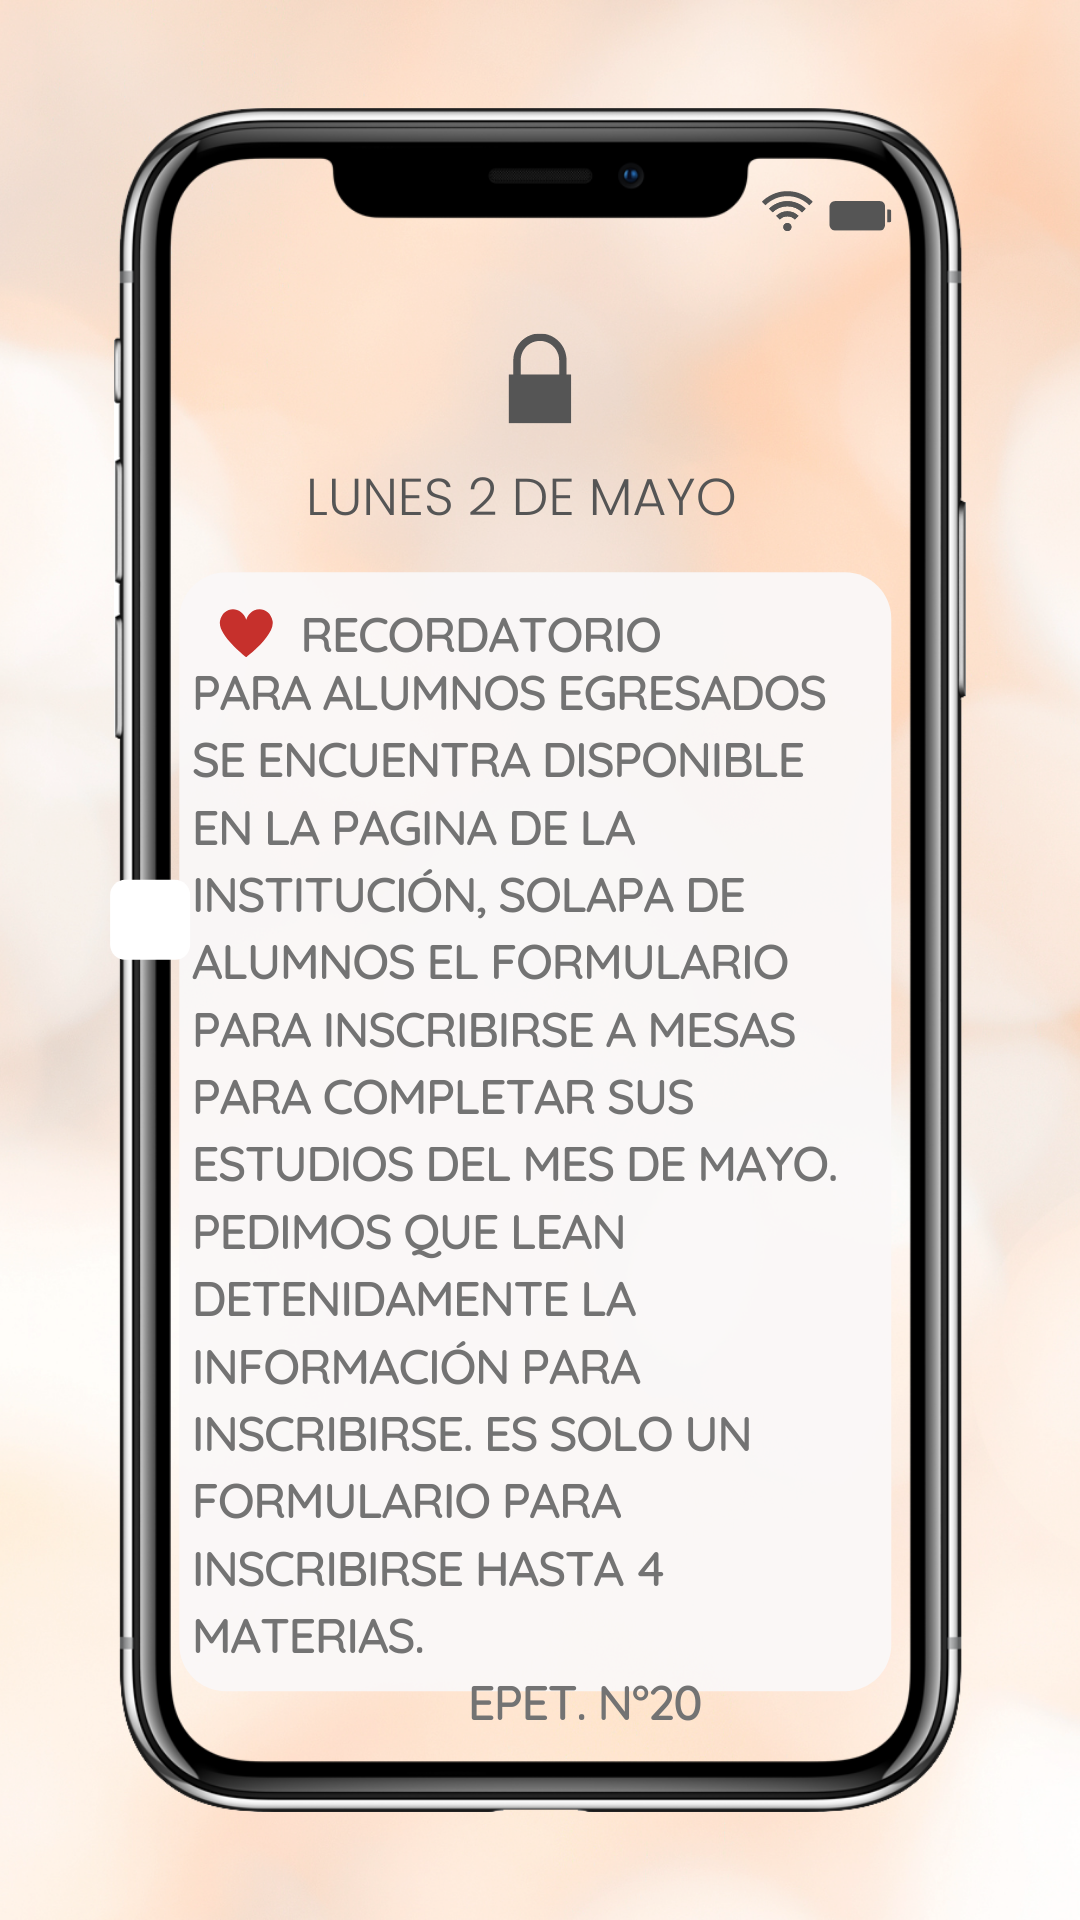 LUNES 2 DE MAYO
RECORDATORIO
PARA ALUMNOS EGRESADOS
SE ENCUENTRA DISPONIBLE
EN LA PAGINA DE LA
INSTITUCIÓN, SOLAPA DE
ALUMNOS EL FORMULARIO
PARA INSCRIBIRSE A MESAS
PARA COMPLETAR SUS
ESTUDIOS DEL MES DE MAYO.
PEDIMOS QUE LEAN
DETENIDAMENTE LA
INFORMACIÓN PARA
INSCRIBIRSE. ES SOLO UN
FORMULARIO PARA
INSCRIBIRSE HASTA 4
MATERIAS.
EPET. N°20